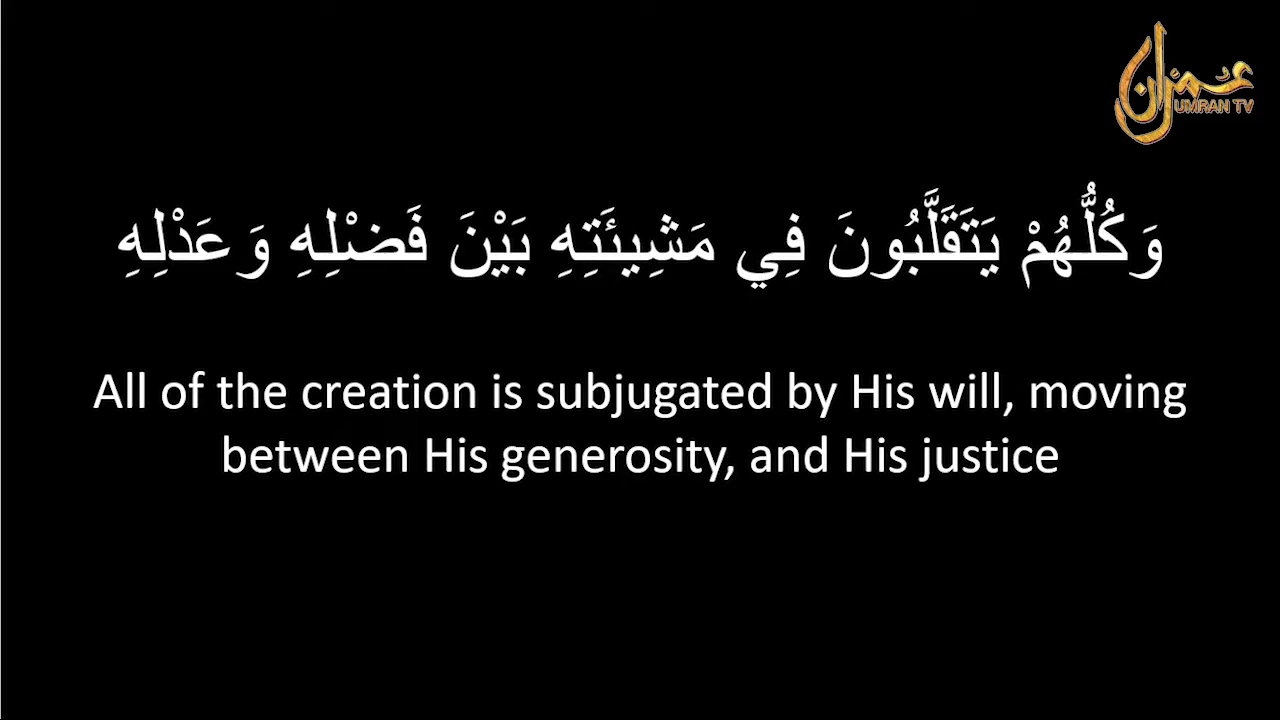 عمران
UMRAN TV
وَكُلُّهُمْ يَتَقَلَّبُونَ فِي مَشِيئَتِهِ بَيْنَ فَضْلِهِ وَعَدْلِهِ
All of the creation is subjugated by His will, moving
between His generosity, and His justice